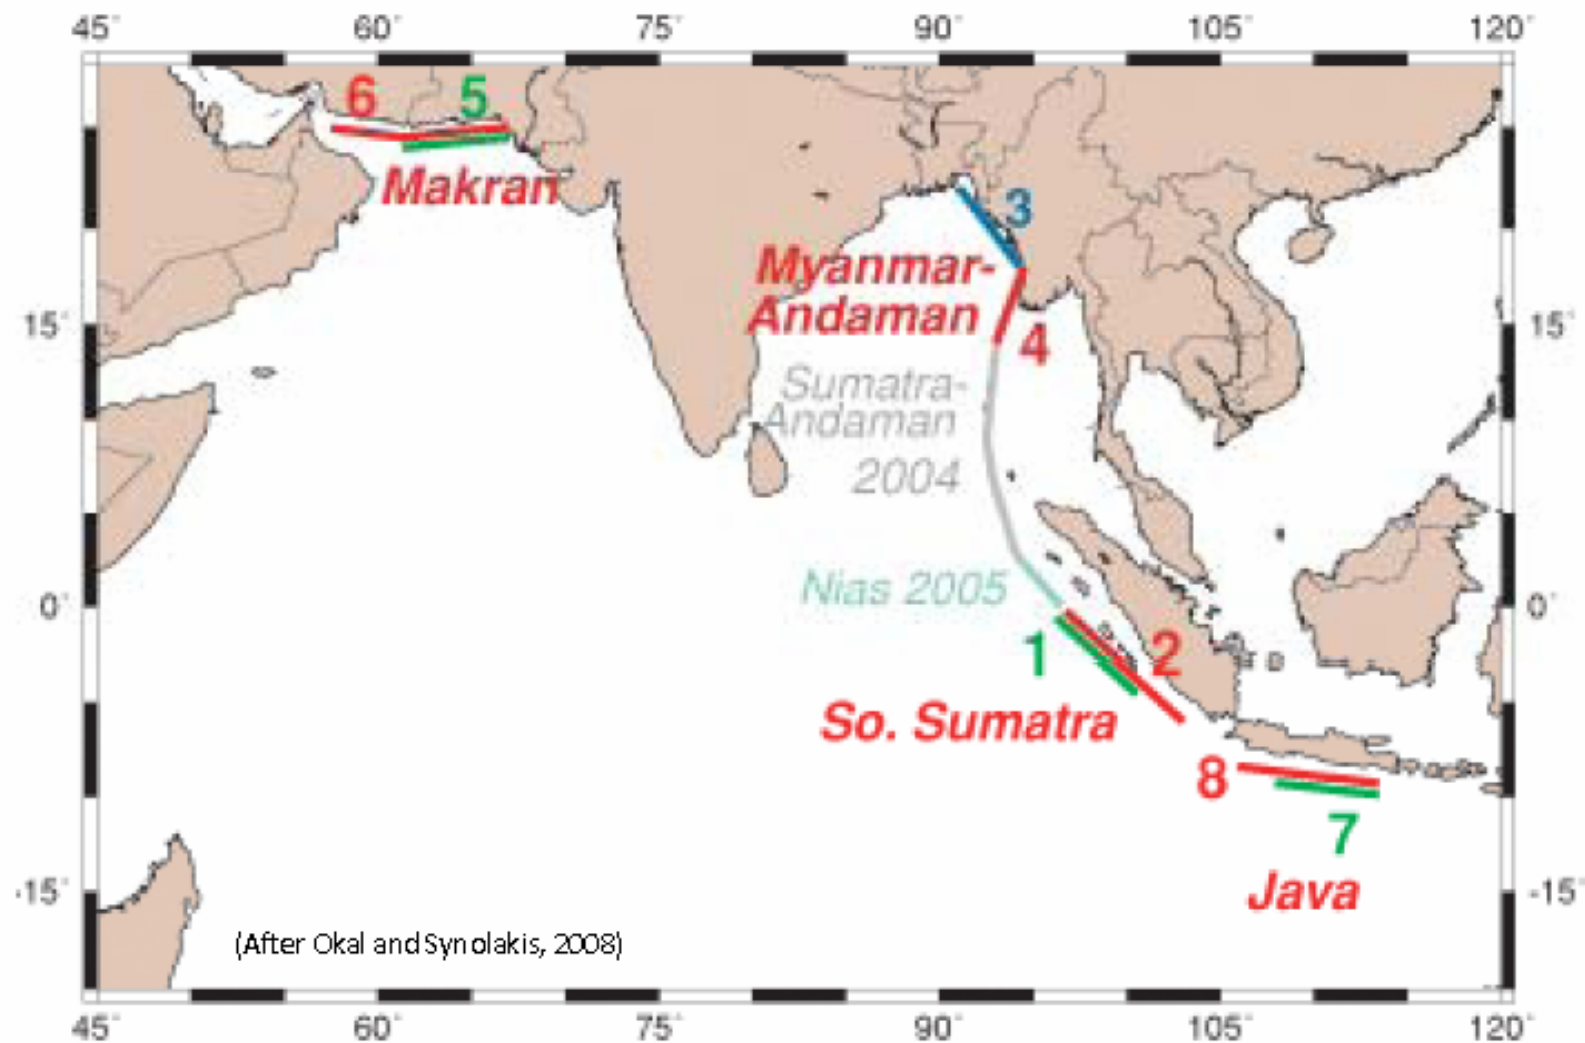 45° 60° 75° 90° 105° 120°
6 5
Makran
3
Myanmar-
Andaman
15° 15°
4
Sumatra-
Andaman
2004
Nias 2005
0° 0°
1 2
So. Sumatra
8
7
Java
-15° -15°
(After Okal and Synolakis, 2008)
45° 60° 75° 90° 105° 120°